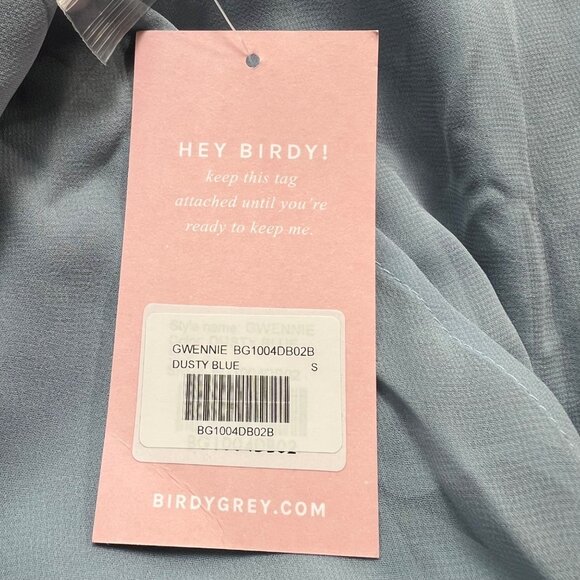 HEY BIRDY!
keep this tag
attached until you're
ready to keep me.
Style name: GWENNIE
GWENNIE BG1004DB02B
DUSTY BLUE S
BG1004DB02B
BIRDYGREY.COM